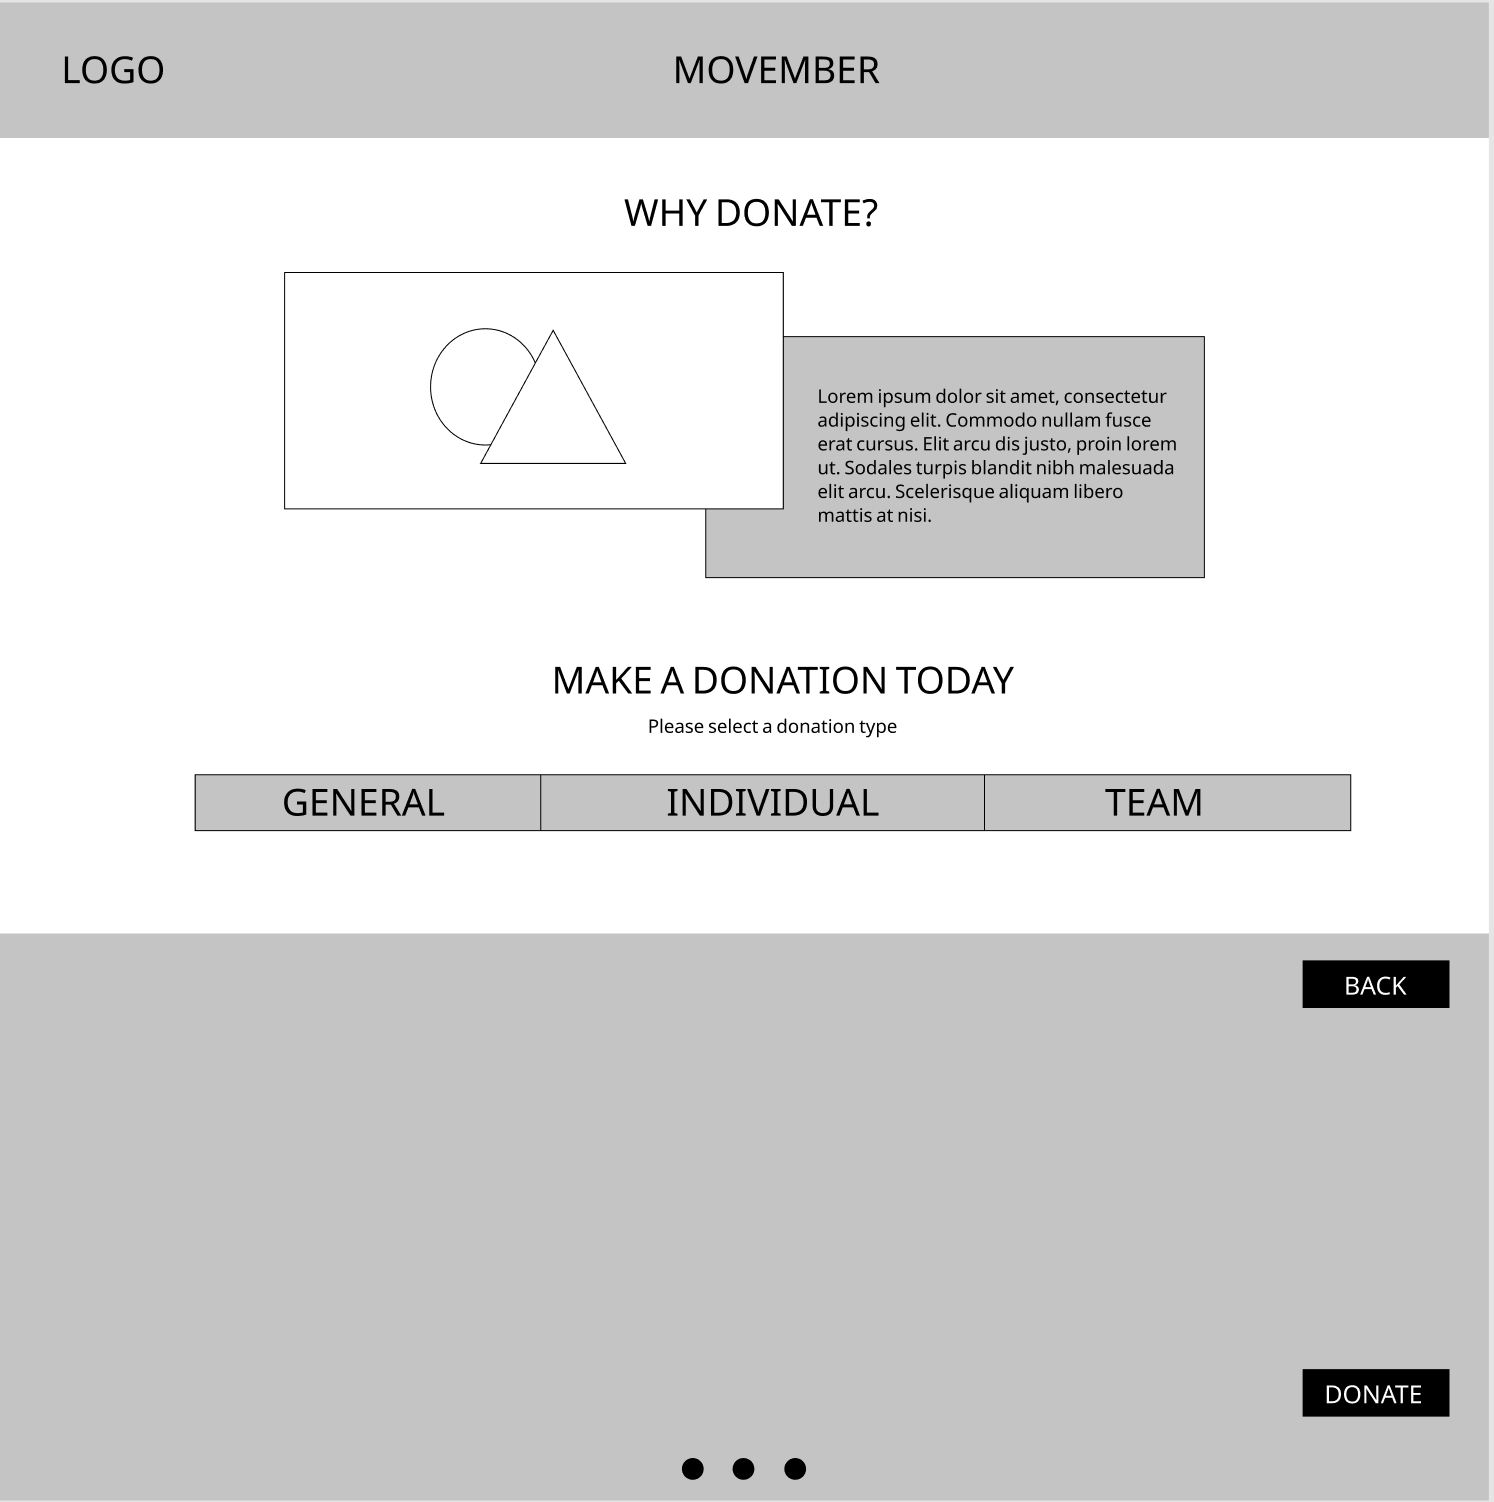 LOGO
MOVEMBER
WHY DONATE?
Lorem ipsum dolor sit amet, consectetur
adipiscing elit. Commodo nullam fusce
erat cursus. Elit arcu dis justo, proin lorem
ut. Sodales turpis blandit nibh malesuada
elit arcu. Scelerisque aliquam libero
mattis at nisi.
MAKE A DONATION TODAY
Please select a donation type
GENERAL
INDIVIDUAL
TEAM
BACK
DONATE